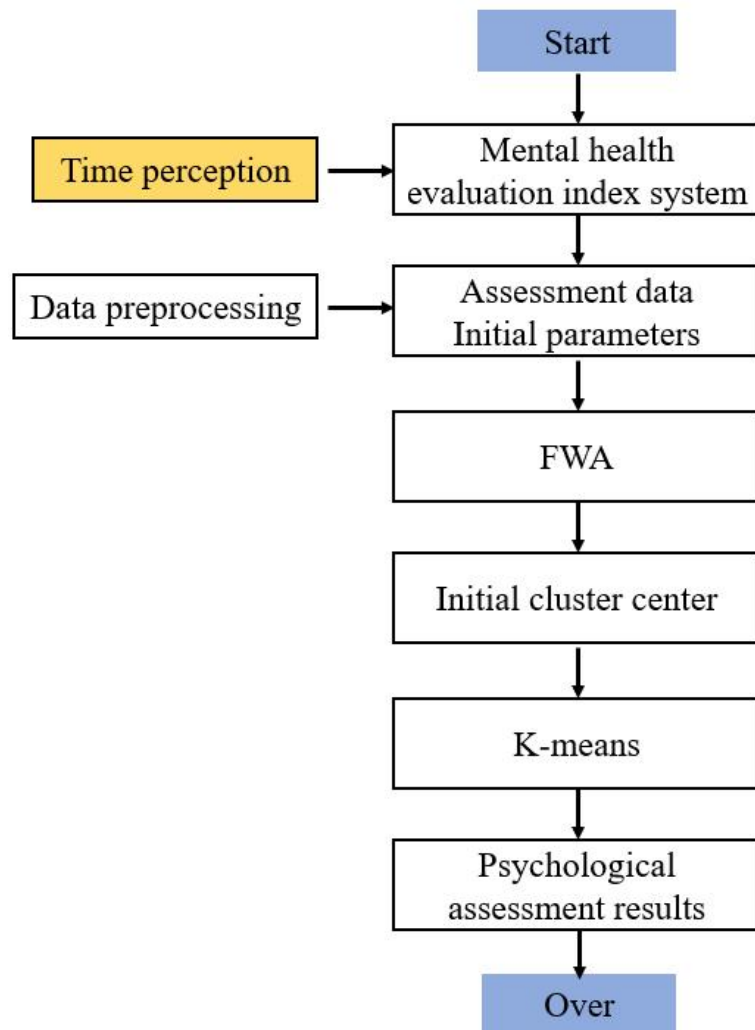 Start
Time perception
Mental health
evaluation index system
Data preprocessing
Assessment data
Initial parameters
FWA
Initial cluster center
K-means
Psychological
assessment results
Over